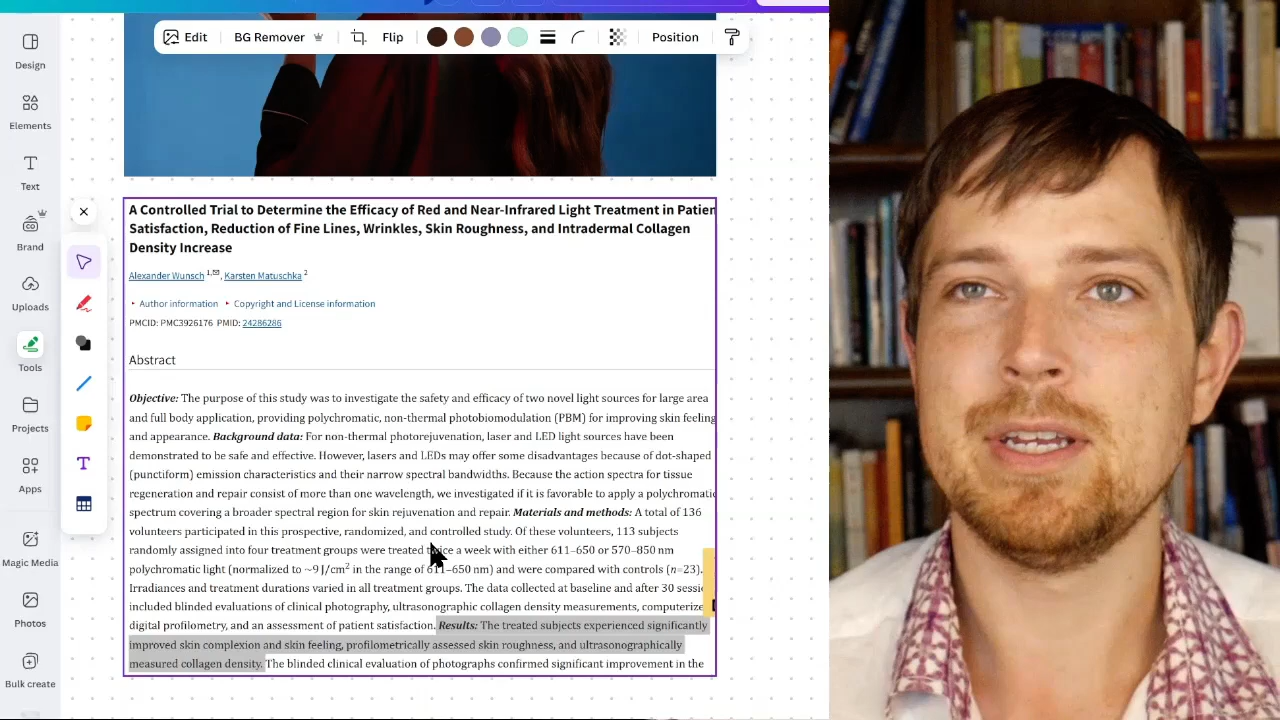 Edit BG Remover Flip Position
Elements
Brand
A Controlled Trial to Determine the Efficacy of Red and Near-Infrared Light Treatment in Patien
Satisfaction, Reduction of Fine Lines, Wrinkles, Skin Roughness, and Intradermal Collagen
Density Increase
Alexander Wunsch 1,✉, Karsten Matuschka 2
Author information Copyright and License information
PMCID: PMC3926176 PMID: 24286286
Abstract
Objective: The purpose of this study was to investigate the safety and efficacy of two novel light sources for large area
and full body application, providing polychromatic, non-thermal photobiomodulation (PBM) for improving skin feeling
and appearance. Background data: For non-thermal photorejuvenation, laser and LED light sources have been
demonstrated to be safe and effective. However, lasers and LEDs may offer some disadvantages because of dot-shaped
(punctiform) emission characteristics and their narrow spectral bandwidths. Because the action spectra for tissue
regeneration and repair consist of more than one wavelength, we investigated if it is favorable to apply a polychromatic
spectrum covering a broader spectral region for skin rejuvenation and repair. Materials and methods: A total of 136
volunteers participated in this prospective, randomized, and controlled study. Of these volunteers, 113 subjects
randomly assigned into four treatment groups were treated twice a week with either 611–650 or 570–850 nm
polychromatic light (normalized to ~9 J/cm2 in the range of 611–650 nm) and were compared with controls (n=23).
Irradiances and treatment durations varied in all treatment groups. The data collected at baseline and after 30 sessio
included blinded evaluations of clinical photography, ultrasonographic collagen density measurements, computerize
digital profilometry, and an assessment of patient satisfaction. Results: The treated subjects experienced significantly
improved skin complexion and skin feeling, profilometrically assessed skin roughness, and ultrasonographically
measured collagen density. The blinded clinical evaluation of photographs confirmed significant improvement in the